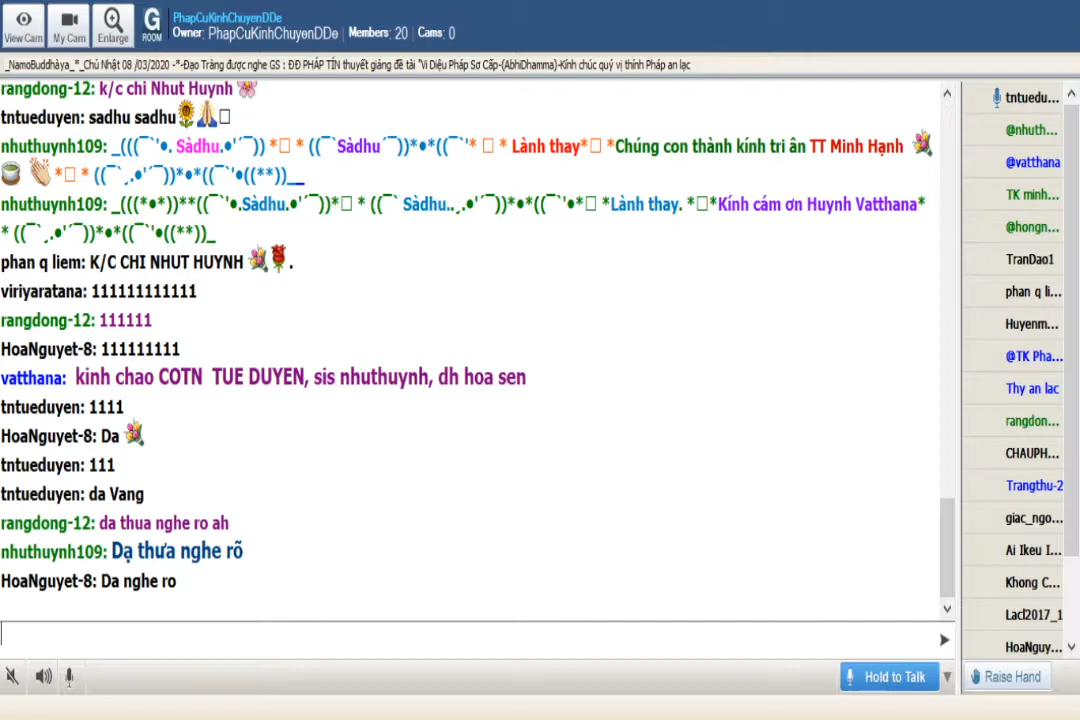 View Cam
My Cam
Enlarge
G ROOM
PhapCuKinhChuyenDDe
Owner: PhapCuKinhChuyenDDe | Members: 20 | Cams: 0
_NamoBuddhàya_*_Chủ Nhật 08 /03/2020 -*-Đạo Tràng được nghe GS : ĐĐ PHÁP TÍN thuyết giảng đề tài "Vi Diệu Pháp Sơ Cấp-(AbhiDhamma)-Kính chúc quý vị thính Pháp an lạc
rangdong-12: k/c chi Nhut Huynh 🌸
tntueduyen: sadhu sadhu🌻🙏□
nhuthuynh109: _(((¯`'•. Sàdhu.•'´¯)) *□ * ((¯`Sàdhu´¯))*•*((¯`'* □ * Lành thay*□ *Chúng con thành kính tri ân TT Minh Hạnh 💐
🍵 👏 *□ * ((¯`¸.•'´¯))*•*((¯`'•((**))__
nhuthuynh109: _(((*•*))**((¯`'•.Sàdhu.•'´¯))*□ * ((¯` Sàdhu..¸.•'´¯))*•*((¯`'•*□ *Lành thay. *□*Kính cám ơn Huynh Vatthana*
* ((¯`¸.•'´¯))*•*((¯`'•((**))_
phan q liem: K/C CHI NHUT HUYNH 💐🌹.
viriyaratana: 111111111111
rangdong-12: 111111
HoaNguyet-8: 111111111
vatthana: kinh chao COTN TUE DUYEN, sis nhuthuynh, dh hoa sen
tntueduyen: 1111
HoaNguyet-8: Da 💐
tntueduyen: 111
tntueduyen: da Vang
rangdong-12: da thua nghe ro ah
nhuthuynh109: Dạ thưa nghe rõ
HoaNguyet-8: Da nghe ro
tntuedu...
@nhuth...
@vatthana
TK minh...
@hongn...
TranDao1
phan q li...
Huyenm...
@TK Pha...
Thy an lac
rangdon...
CHAUPH...
Trangthu-2
giac_ngo...
Ai Ikeu I...
Khong C...
Lacl2017_1
HoaNguy...
Hold to Talk
Raise Hand